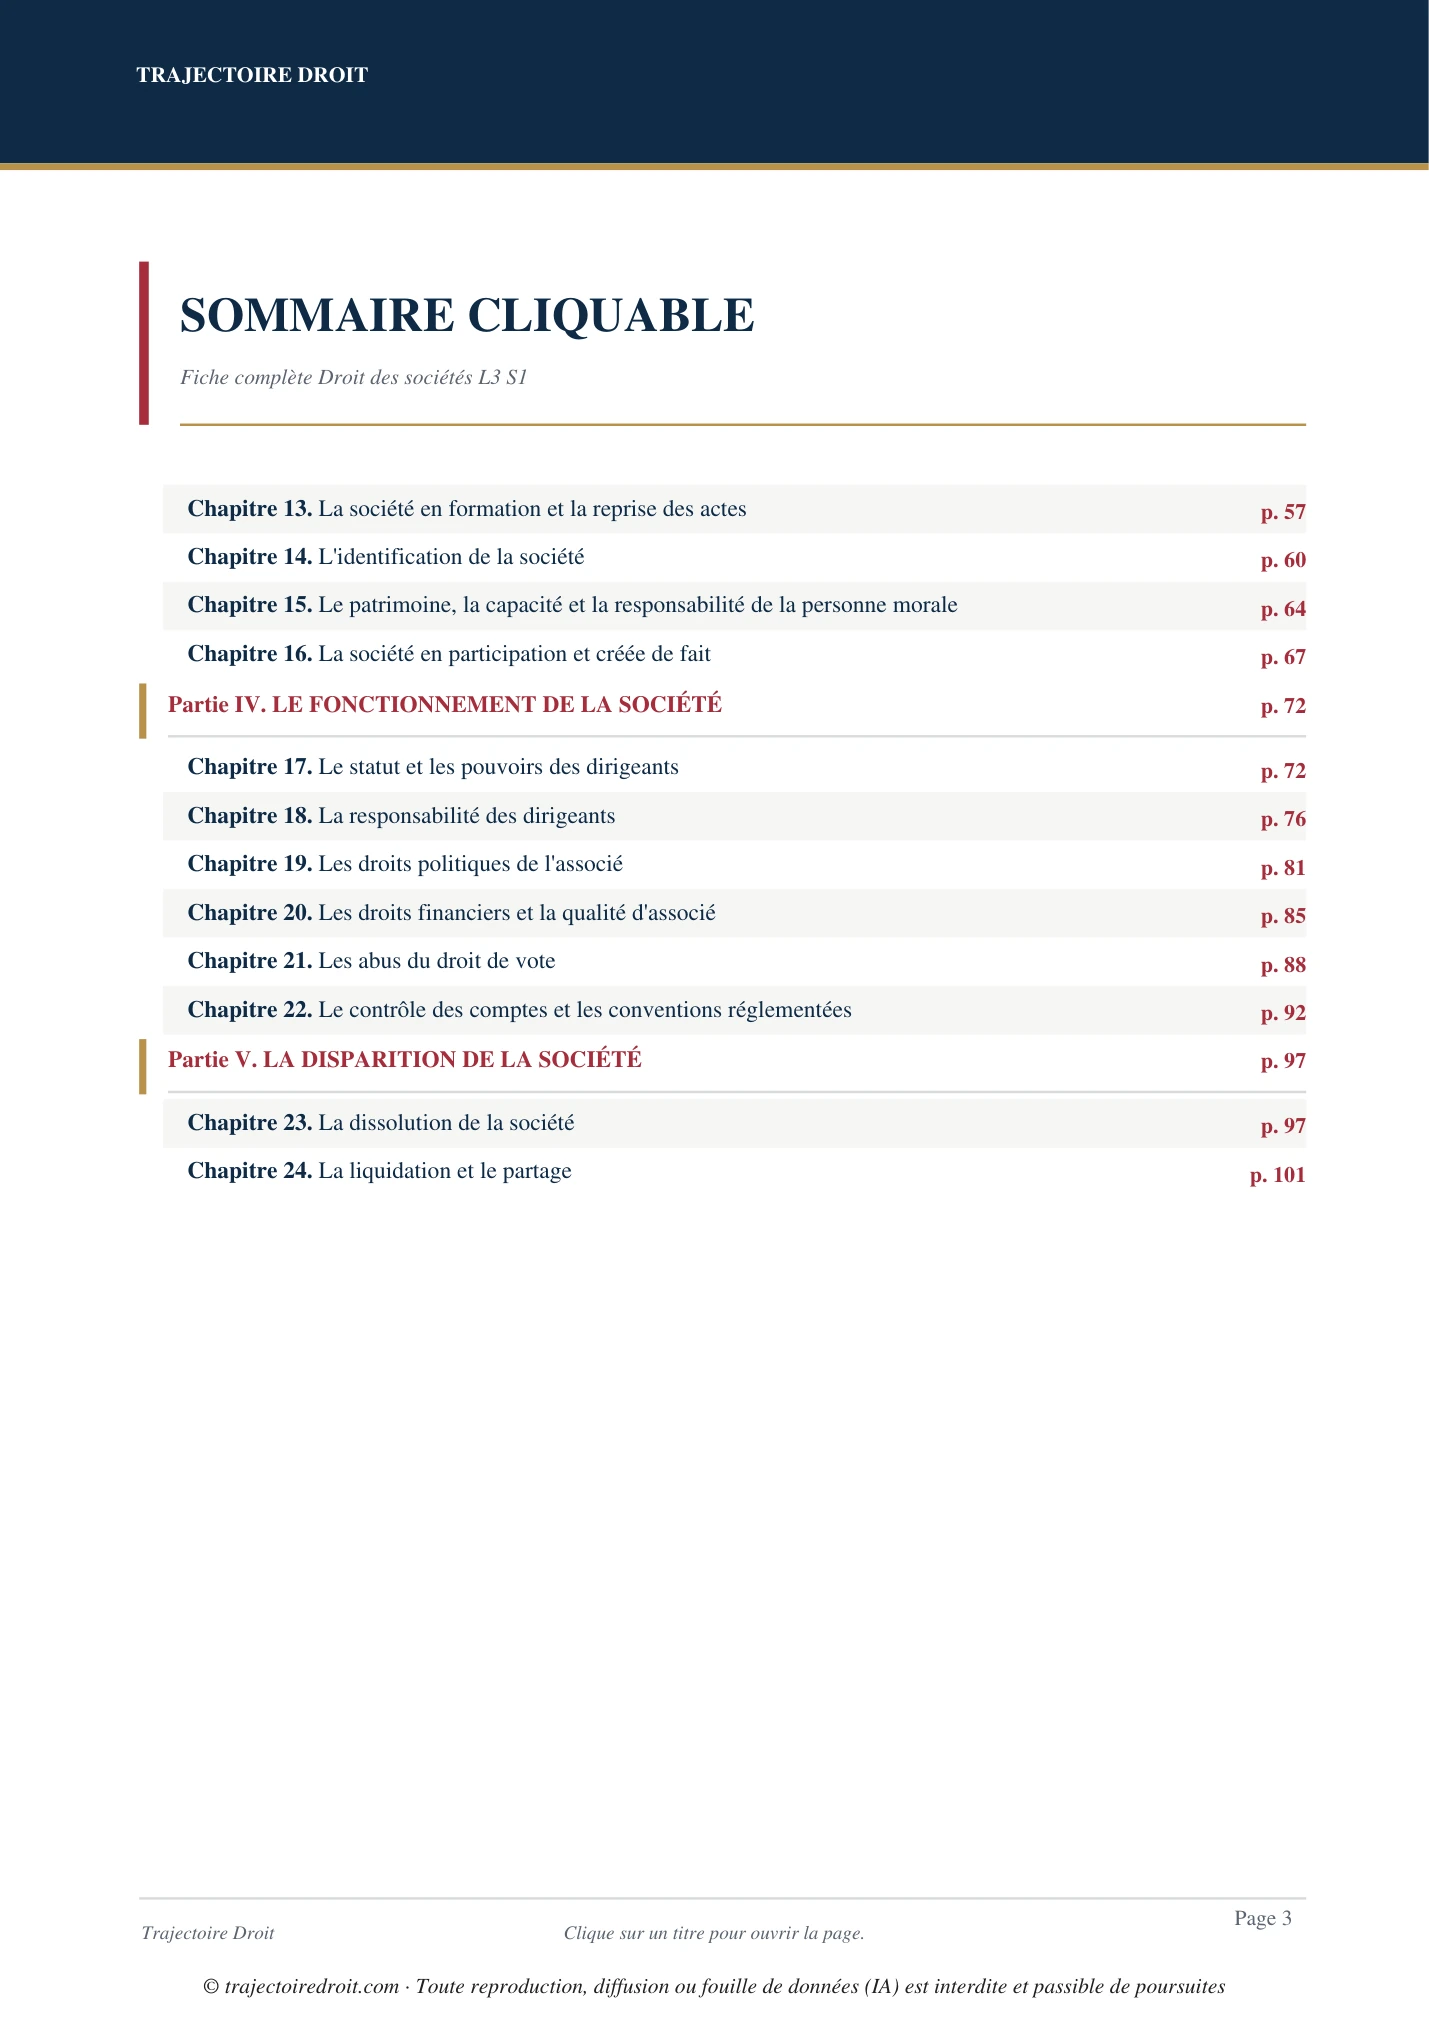 TRAJECTOIRE DROIT
SOMMAIRE CLIQUABLE
Fiche complète Droit des sociétés L3 S1
Chapitre 13. La société en formation et la reprise des actes p. 57
Chapitre 14. L'identification de la société p. 60
Chapitre 15. Le patrimoine, la capacité et la responsabilité de la personne morale p. 64
Chapitre 16. La société en participation et créée de fait p. 67
Partie IV. LE FONCTIONNEMENT DE LA SOCIÉTÉ p. 72
Chapitre 17. Le statut et les pouvoirs des dirigeants p. 72
Chapitre 18. La responsabilité des dirigeants p. 76
Chapitre 19. Les droits politiques de l'associé p. 81
Chapitre 20. Les droits financiers et la qualité d'associé p. 85
Chapitre 21. Les abus du droit de vote p. 88
Chapitre 22. Le contrôle des comptes et les conventions réglementées p. 92
Partie V. LA DISPARITION DE LA SOCIÉTÉ p. 97
Chapitre 23. La dissolution de la société p. 97
Chapitre 24. La liquidation et le partage p. 101
Trajectoire Droit Clique sur un titre pour ouvrir la page. Page 3
© trajectoiredroit.com · Toute reproduction, diffusion ou fouille de données (IA) est interdite et passible de poursuites